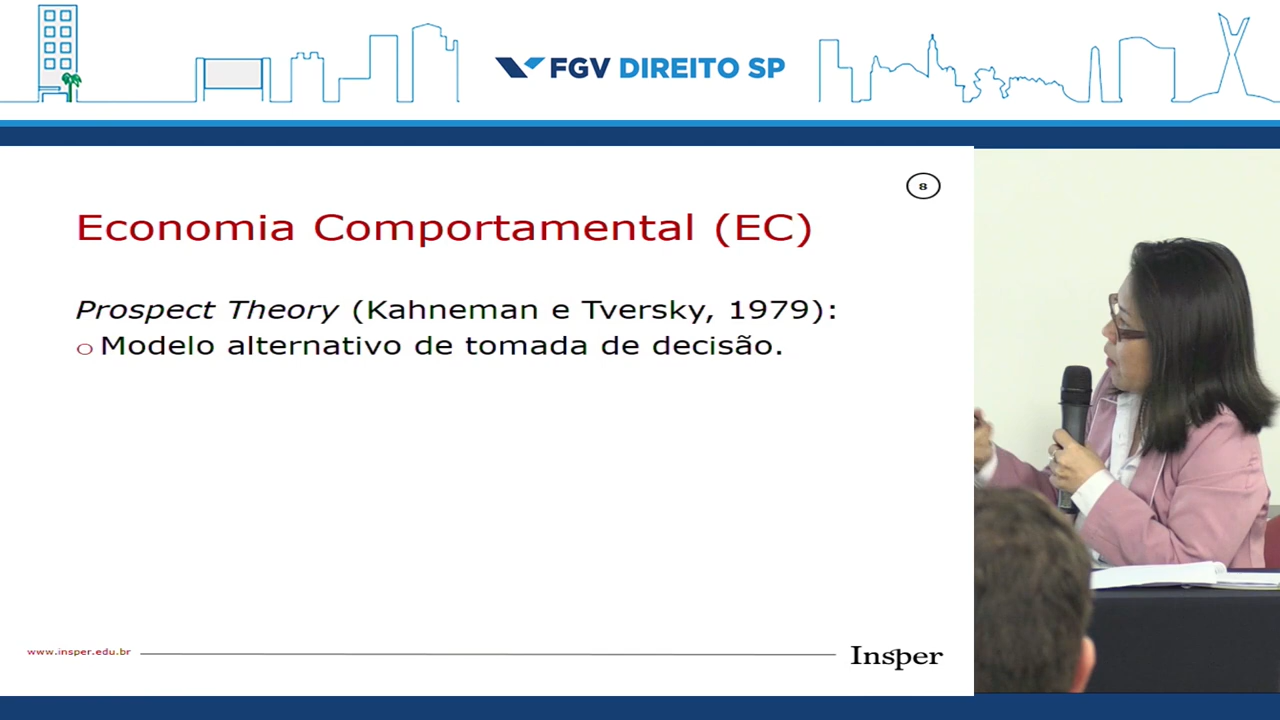 FGV DIREITO SP
8
Economia Comportamental (EC)
Prospect Theory (Kahneman e Tversky, 1979):
Modelo alternativo de tomada de decisão.
www.insper.edu.br
Insper